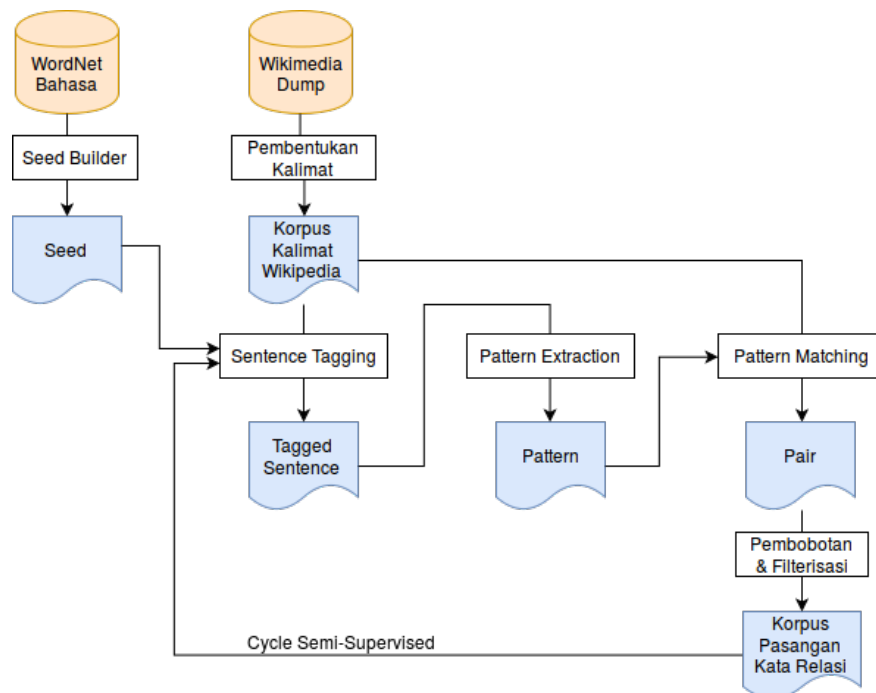 WordNet
Bahasa
Wikimedia
Dump
Seed Builder
Pembentukan
Kalimat
Seed
Korpus
Kalimat
Wikipedia
Sentence Tagging
Pattern Extraction
Pattern Matching
Tagged
Sentence
Pattern
Pair
Pembobotan
& Filterisasi
Cycle Semi-Supervised
Korpus
Pasangan
Kata Relasi